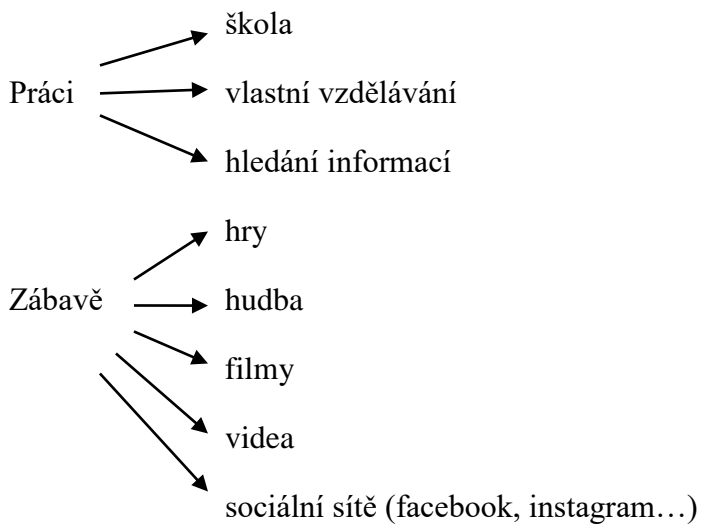 škola
Práci
vlastní vzdělávání
hledání informací
hry
Zábavě
hudba
filmy
videa
sociální sítě (facebook, instagram…)